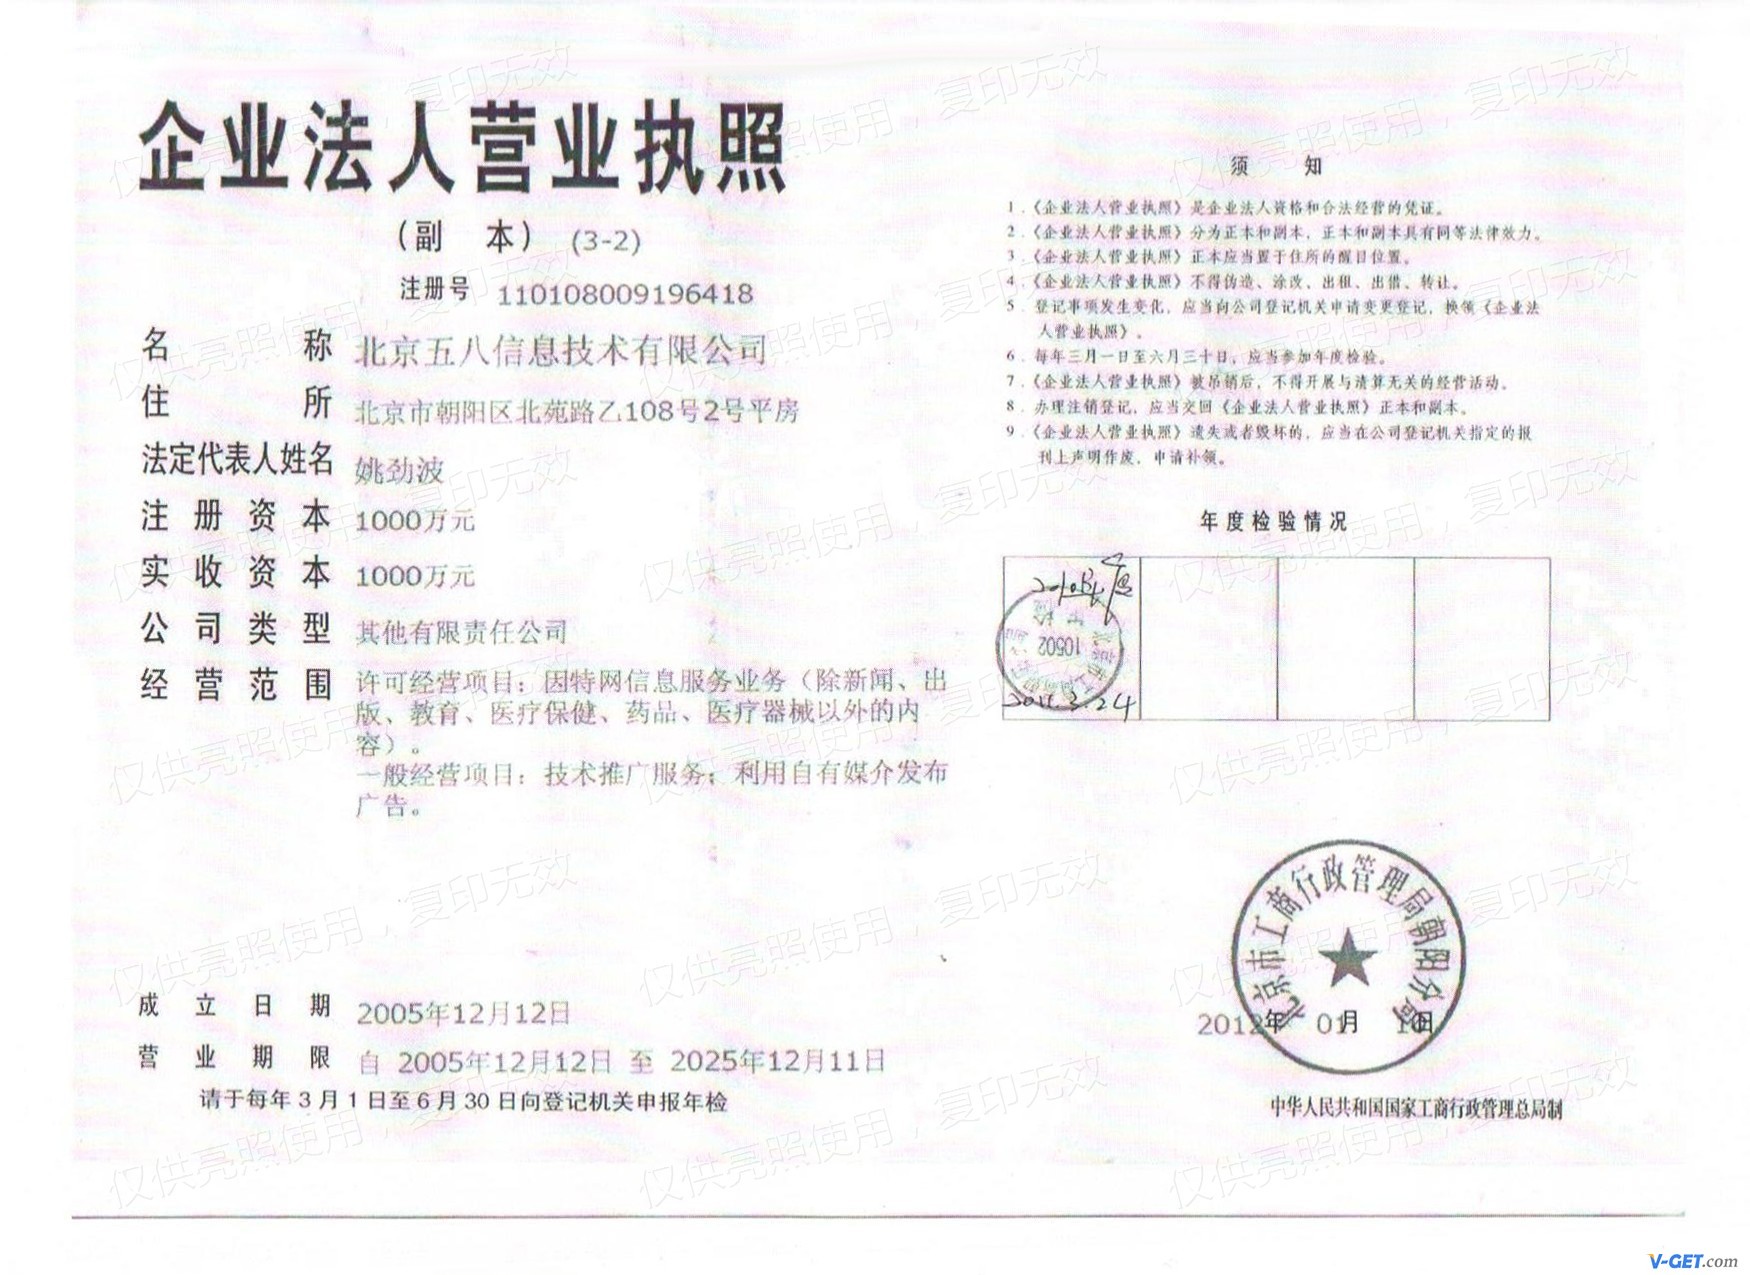 企业法人营业执照
（副 本） (3-2)
注册号 110108009196418
名 称 北京五八信息技术有限公司
住 所 北京市朝阳区北苑路乙108号2号平房
法定代表人姓名 姚劲波
注 册 资 本 1000万元
实 收 资 本 1000万元
公 司 类 型 其他有限责任公司
经 营 范 围 许可经营项目：因特网信息服务业务（除新闻、出
版、教育、医疗保健、药品、医疗器械以外的内
容）。
一般经营项目：技术推广服务；利用自有媒介发布
广告。
成 立 日 期 2005年12月12日
营 业 期 限 自 2005年12月12日 至 2025年12月11日
请于每年3月1日至6月30日向登记机关申报年检
须 知
1．《企业法人营业执照》是企业法人资格和合法经营的凭证。
2．《企业法人营业执照》分为正本和副本，正本和副本具有同等法律效力。
3．《企业法人营业执照》正本应当置于住所的醒目位置。
4．《企业法人营业执照》不得伪造、涂改、出租、出借、转让。
5．登记事项发生变化，应当向公司登记机关申请变更登记，换领《企业法
人营业执照》。
6．每年三月一日至六月三十日，应当参加年度检验。
7．《企业法人营业执照》被吊销后，不得开展与清算无关的经营活动。
8．办理注销登记，应当交回《企业法人营业执照》正本和副本。
9．《企业法人营业执照》遗失或者毁坏的，应当在公司登记机关指定的报
刊上声明作废，申请补领。
年度检验情况
10502
2011.3.24
北京市工商行政管理局朝阳分局
2012年 01月 日
中华人民共和国国家工商行政管理总局制
仅供亮照使用，复印无效
V-GET.com